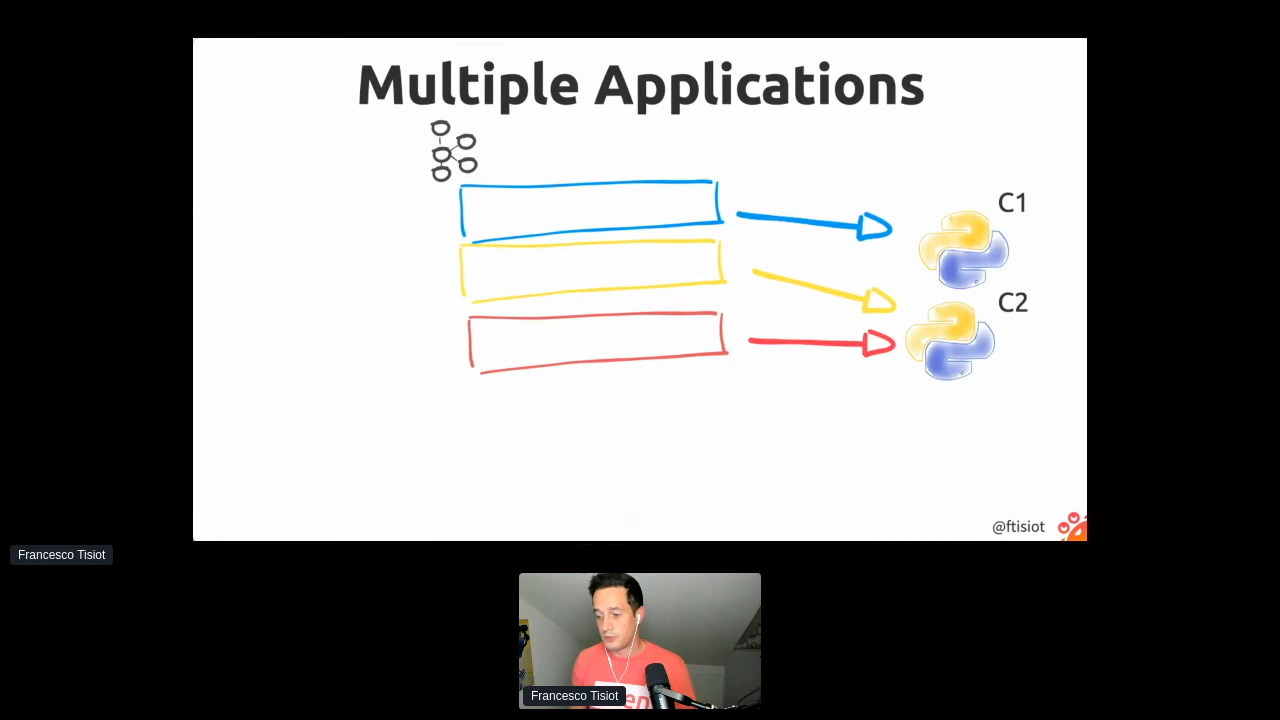 Multiple Applications
C1
C2
@ftisiot
Francesco Tisiot
Francesco Tisiot